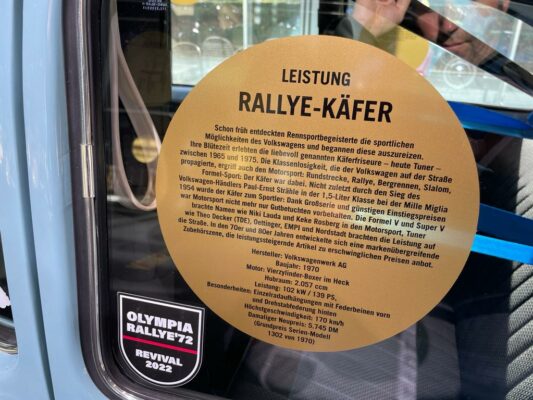 LEISTUNG
RALLYE-KÄFER
Schon früh entdeckten Rennsportbegeisterte die sportlichen
Möglichkeiten des Volkswagens und begannen diese auszureizen.
Ihre Blütezeit erlebten die liebevoll genannten Käferfriseure – heute Tuner –
zwischen 1965 und 1975. Die Klassenlosigkeit, die der Volkswagen auf der Straße
propagierte, ergriff auch den Motorsport: Rundstrecke, Rallye, Bergrennen, Slalom,
Formel-Sport. Der Käfer war dabei. Nicht zuletzt durch den Sieg des
Volkswagen-Händlers Paul-Ernst Strähle in der 1,5-Liter Klasse bei der Mille Miglia
1954 wurde der Käfer zum Sportler. Dank Großserie und günstigen Einstiegspreisen
war Motorsport nicht mehr nur Gutbetuchten vorbehalten. Die Formel V und Super V
brachte Namen wie Niki Lauda und Keke Rosberg in den Motorsport, Tuner
wie Theo Decker (TDE), Oettinger, EMPI und Nordstadt brachten die Leistung auf
die Straße. In den 70er und 80er Jahren entwickelte sich eine markenübergreifende
Zubehörszene, die leistungssteigernde Artikel zu erschwinglichen Preisen anbot.
Hersteller: Volkswagenwerk AG
Baujahr: 1970
Motor: Vierzylinder-Boxer im Heck
Hubraum: 2.057 ccm
Leistung: 102 kW / 139 PS,
Besonderheiten: Einzelradaufhängungen mit Federbeinen vorn
und Drehstabfederung hinten
Höchstgeschwindigkeit: 170 km/h
Damaliger Neupreis: 5.745 DM
(Grundpreis Serien-Modell
1302 von 1970)
OLYMPIA
RALLYE'72
REVIVAL
2022